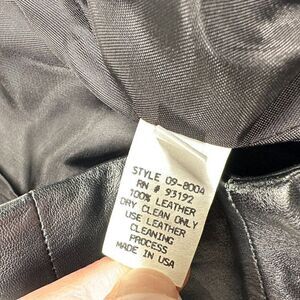 STYLE 09-8004
RN # 93192
100% LEATHER
DRY CLEAN ONLY
USE LEATHER
CLEANING
PROCESS
MADE IN USA